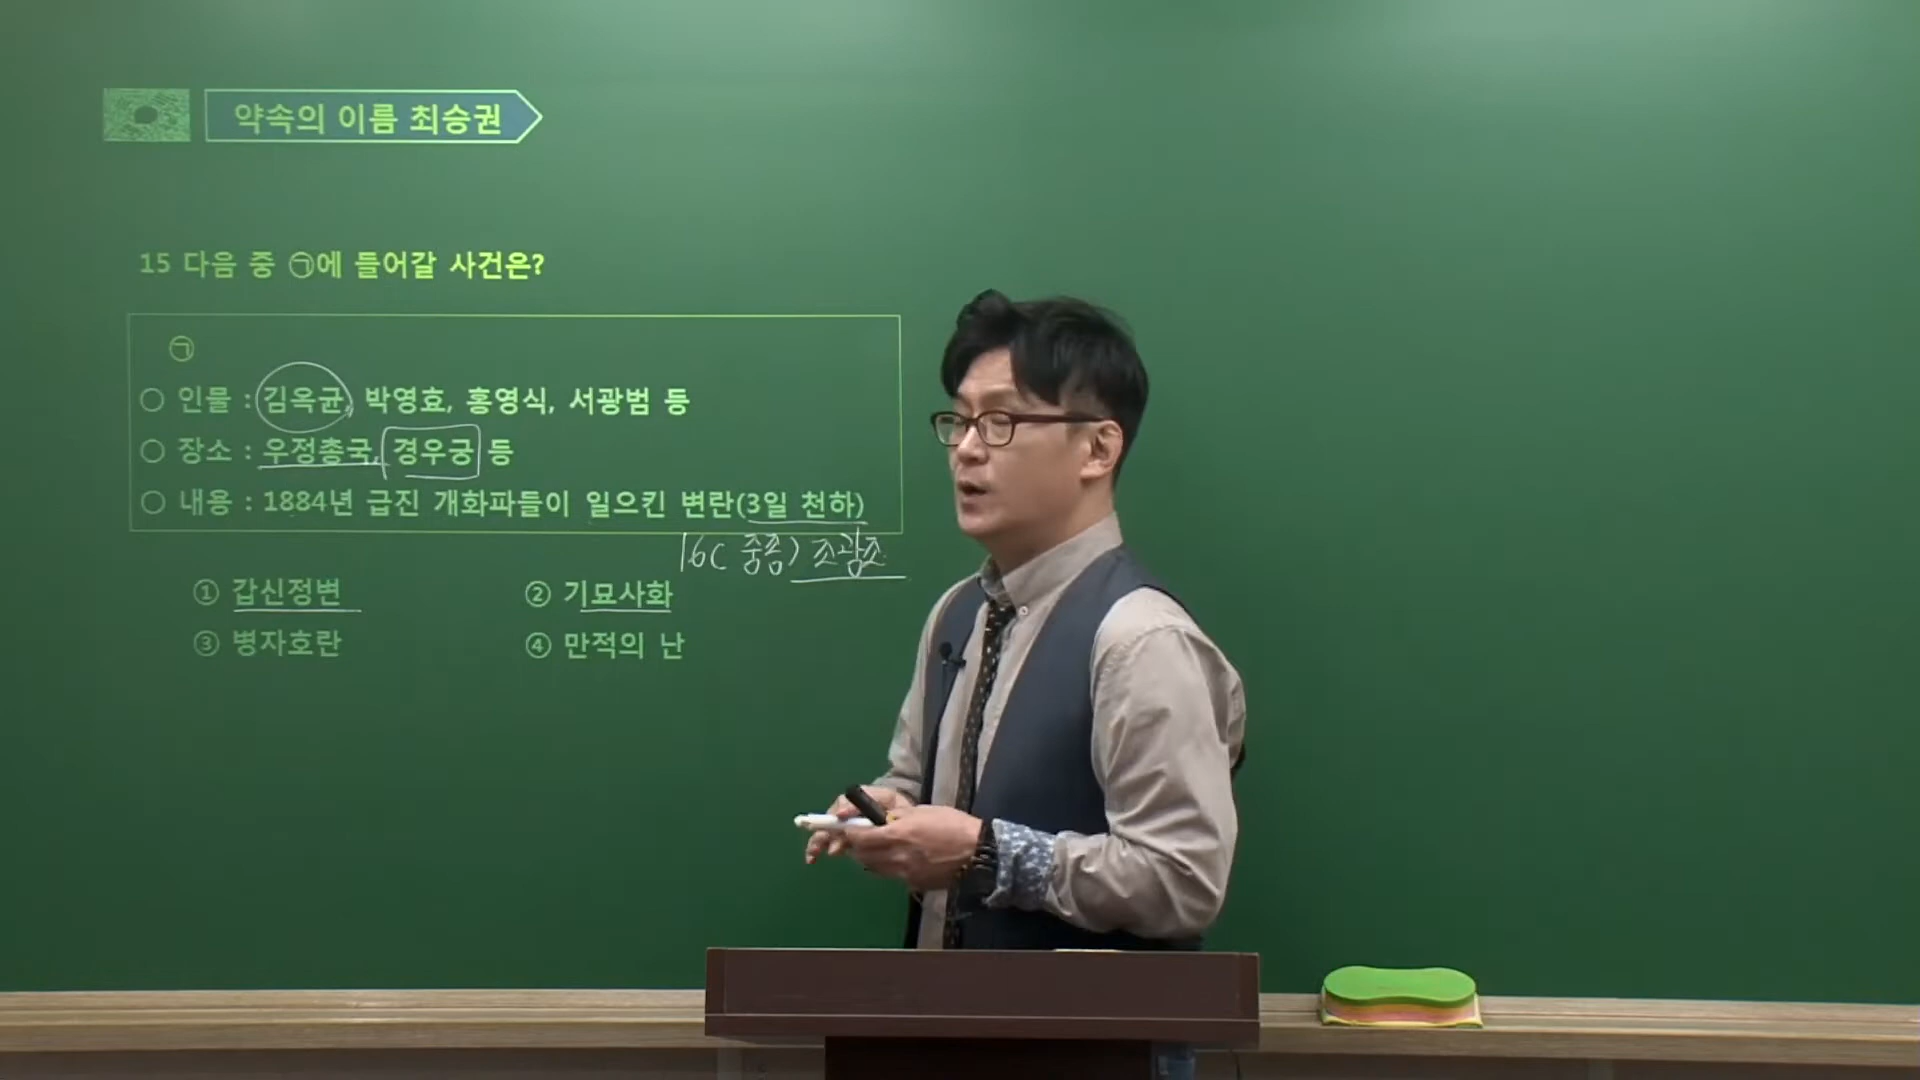 약속의 이름 최승권
15 다음 중 ㉠에 들어갈 사건은?
㉠
○ 인물 : 김옥균, 박영효, 홍영식, 서광범 등
○ 장소 : 우정총국, 경우궁 등
○ 내용 : 1884년 급진 개화파들이 일으킨 변란(3일 천하)
16C 중종) 조광조
① 갑신정변 ② 기묘사화
③ 병자호란 ④ 만적의 난